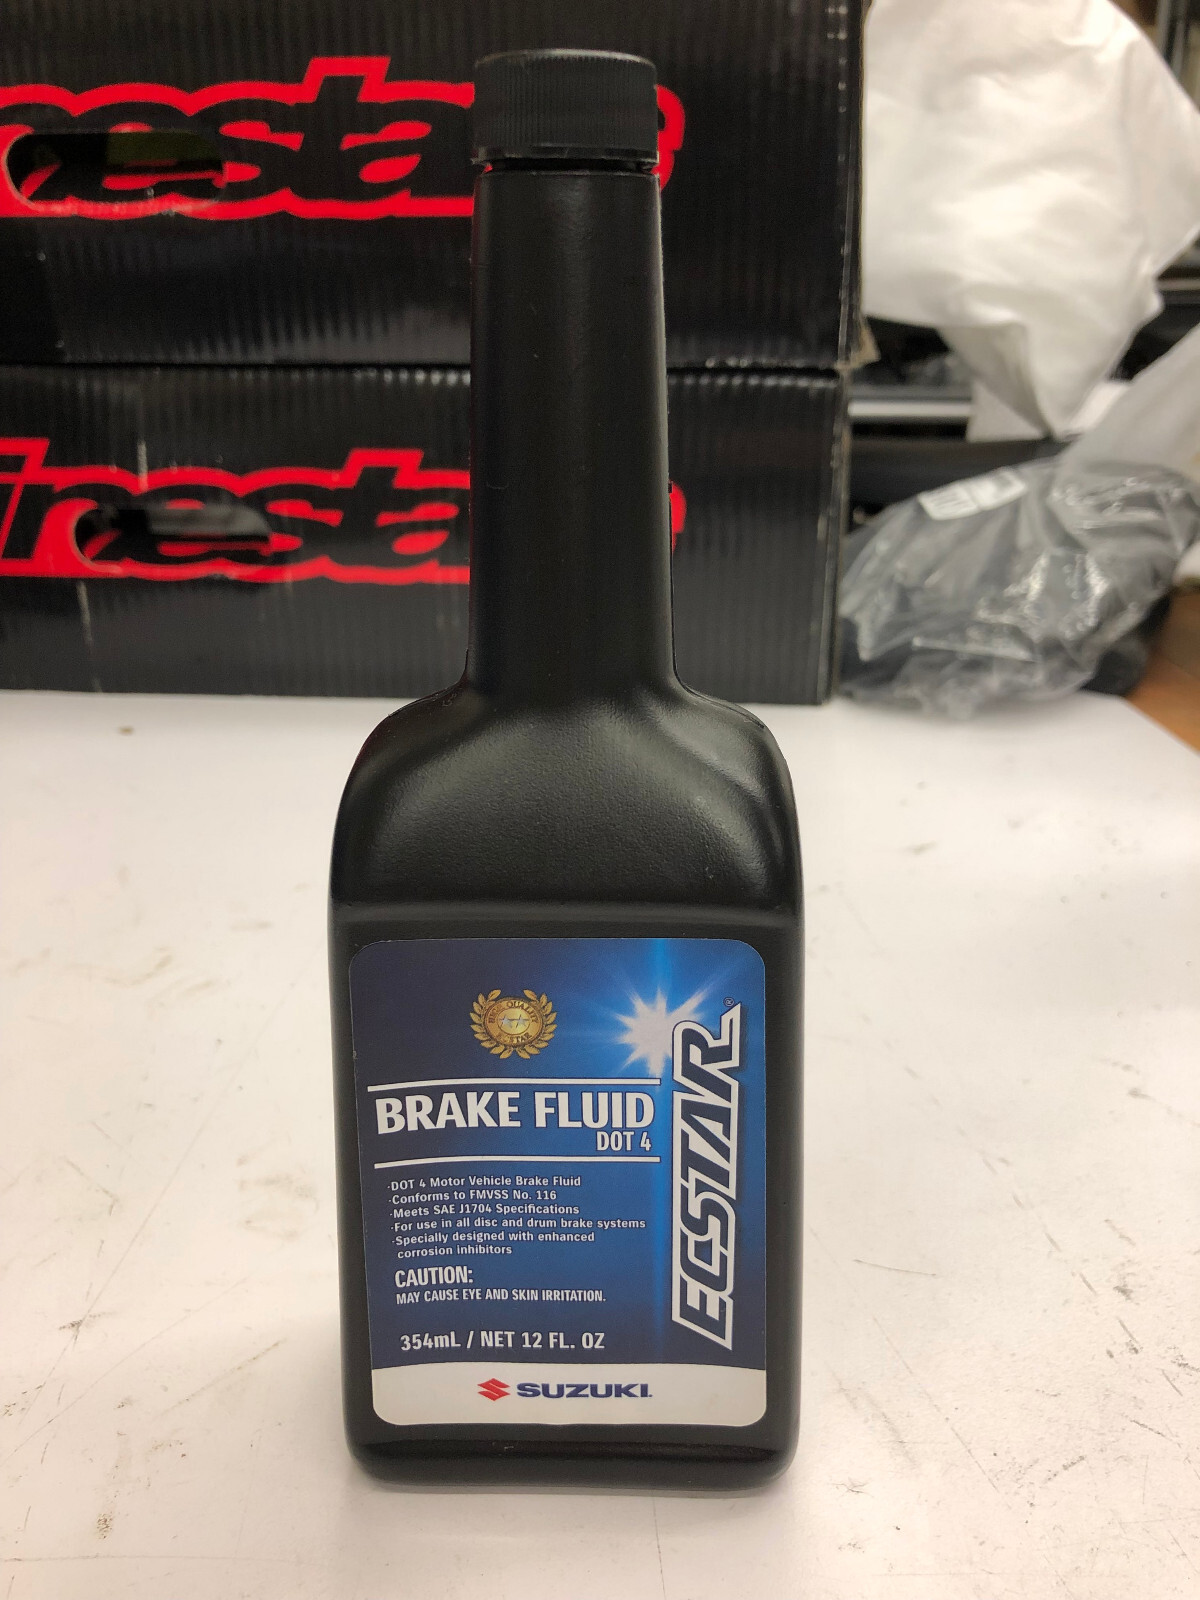 nestar
inestar
BRAKE FLUID
DOT 4
·DOT 4 Motor Vehicle Brake Fluid
·Conforms to FMVSS No. 116
·Meets SAE J1704 Specifications
·For use in all disc and drum brake systems
·Specially designed with enhanced
corrosion inhibitors
CAUTION:
MAY CAUSE EYE AND SKIN IRRITATION.
354mL / NET 12 FL. OZ
ECSTAR®
SUZUKI